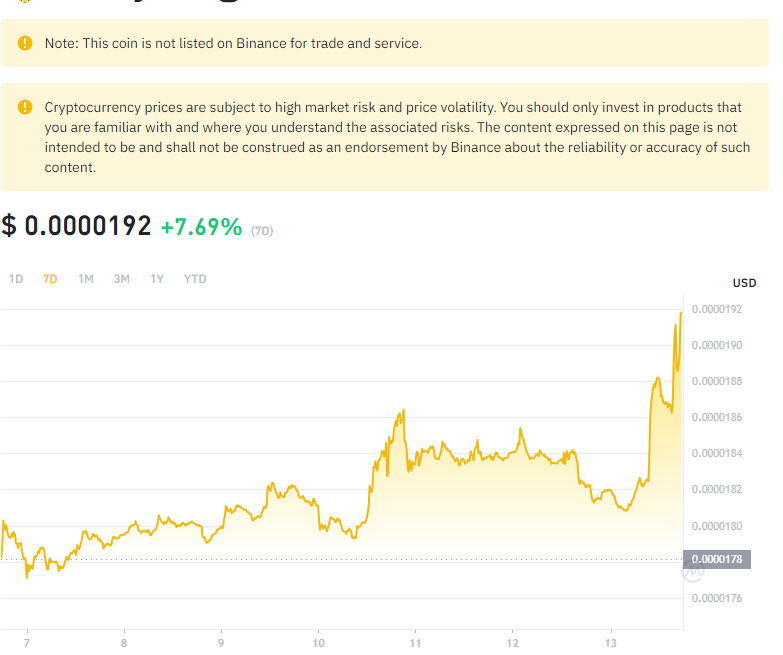 Note: This coin is not listed on Binance for trade and service.
Cryptocurrency prices are subject to high market risk and price volatility. You should only invest in products that
you are familiar with and where you understand the associated risks. The content expressed on this page is not
intended to be and shall not be construed as an endorsement by Binance about the reliability or accuracy of such
content.
$ 0.0000192 +7.69% (7D)
1D 7D 1M 3M 1Y YTD
USD
0.0000192
0.0000190
0.0000188
0.0000186
0.0000184
0.0000182
0.0000180
0.0000178
0.0000176
7 8 9 10 11 12 13